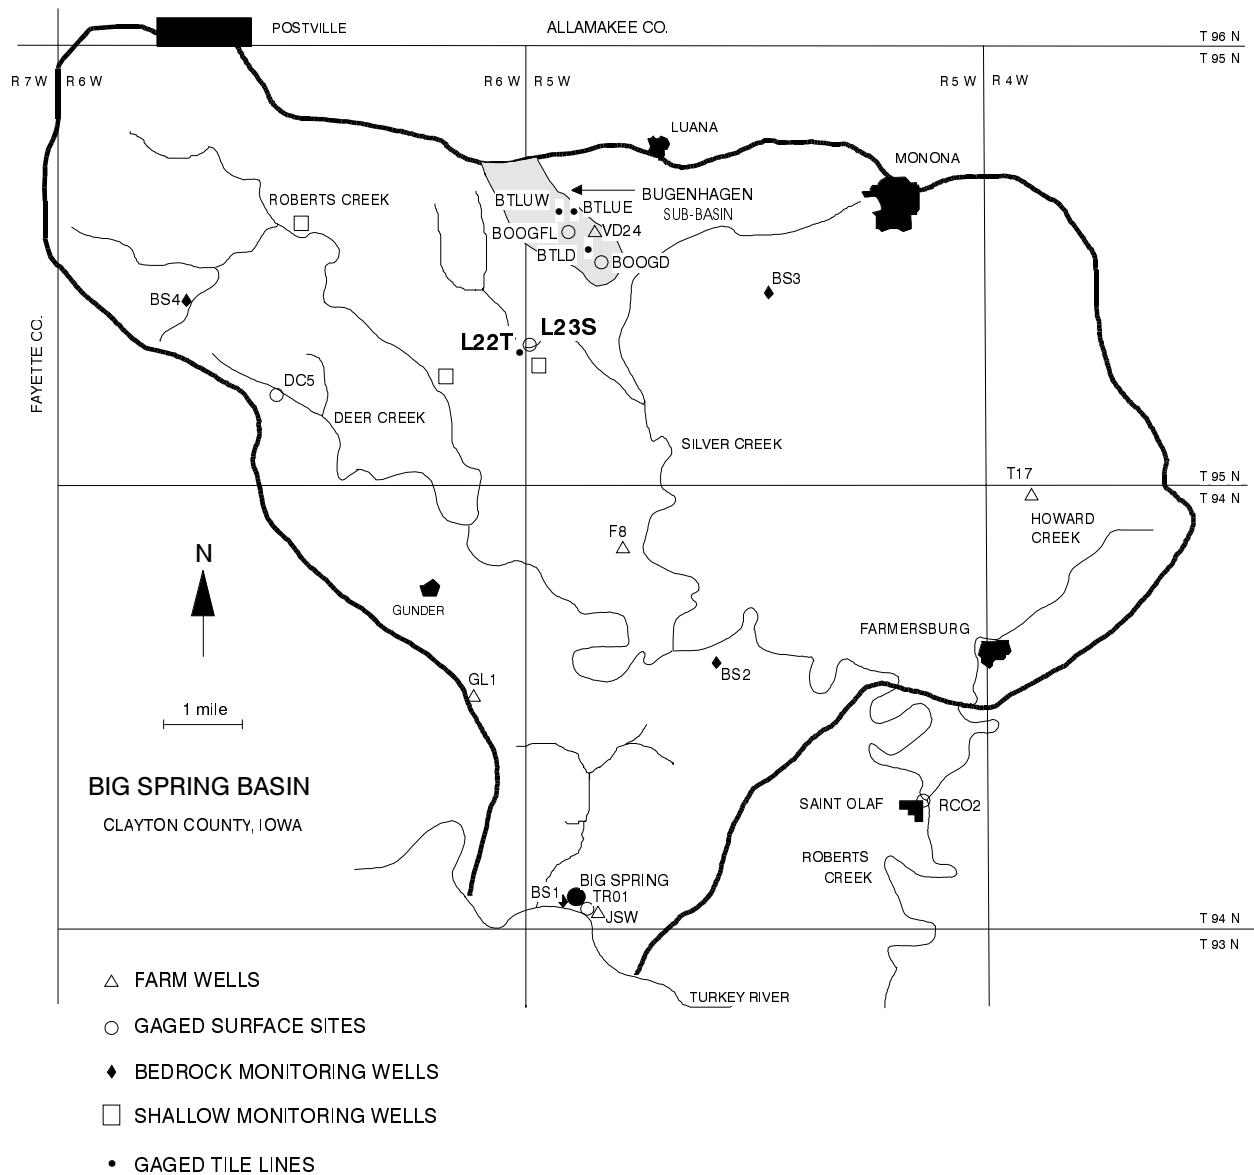 POSTVILLE
ALLAMAKEE CO.
T 96 N
T 95 N
R 7 W
R 6 W
R 6 W
R 5 W
R 5 W
R 4 W
LUANA
MONONA
ROBERTS CREEK
BTLUW
BTLUE
BUGENHAGEN
SUB-BASIN
BOOGFL
VD24
BTLD
BOOGD
BS4
BS3
L22T
L23S
FAYETTE CO.
DC5
DEER CREEK
SILVER CREEK
T17
T 95 N
T 94 N
HOWARD
CREEK
F8
N
GUNDER
FARMERSBURG
GL1
BS2
1 mile
BIG SPRING BASIN
CLAYTON COUNTY, IOWA
SAINT OLAF
RCO2
ROBERTS
CREEK
BIG SPRING
BS1
TR01
JSW
T 94 N
T 93 N
TURKEY RIVER
FARM WELLS
GAGED SURFACE SITES
BEDROCK MONITORING WELLS
SHALLOW MONITORING WELLS
GAGED TILE LINES